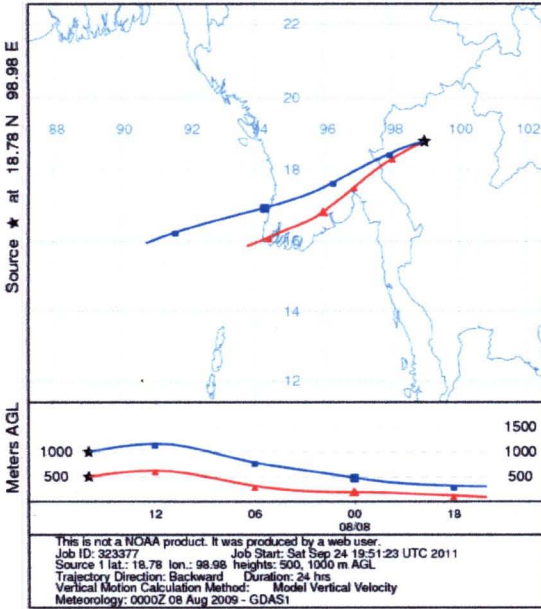 Source ★ at 18.78 N 98.98 E
22
20
88 90 92 94 96 98 100 102
18
16
14
12
Meters AGL
1500
1000 1000
500 500
12 06 00 18
08/08
This is not a NOAA product. It was produced by a web user.
Job ID: 323377 Job Start: Sat Sep 24 19:51:23 UTC 2011
Source 1 lat.: 18.78 lon.: 98.98 heights: 500, 1000 m AGL
Trajectory Direction: Backward Duration: 24 hrs
Vertical Motion Calculation Method: Model Vertical Velocity
Meteorology: 0000Z 08 Aug 2009 - GDAS1